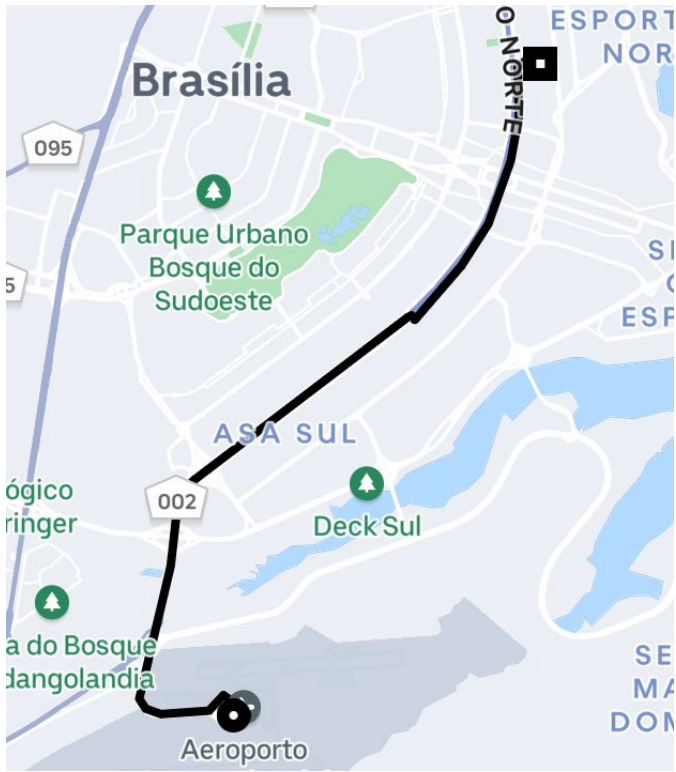 ESPORT
NOR
O NORTE
Brasília
095
Parque Urbano
Bosque do
Sudoeste
5
SE
ESP
ASA SUL
002
ógico
ringer
Deck Sul
a do Bosque
dangolandia
SE
MA
DOM
Aeroporto